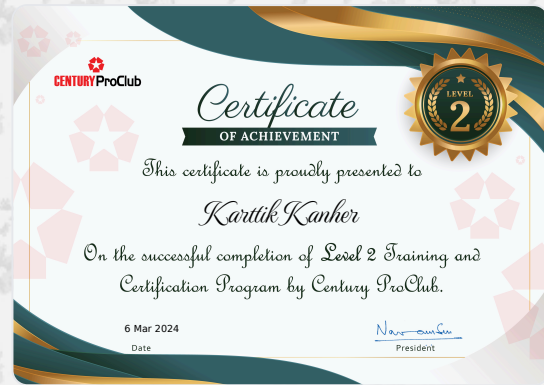 CENTURY ProClub
LEVEL
2
Certificate
OF ACHIEVEMENT
This certificate is proudly presented to
Karttik Kanher
On the successful completion of Level 2 Training and
Certification Program by Century ProClub.
6 Mar 2024
Date
President